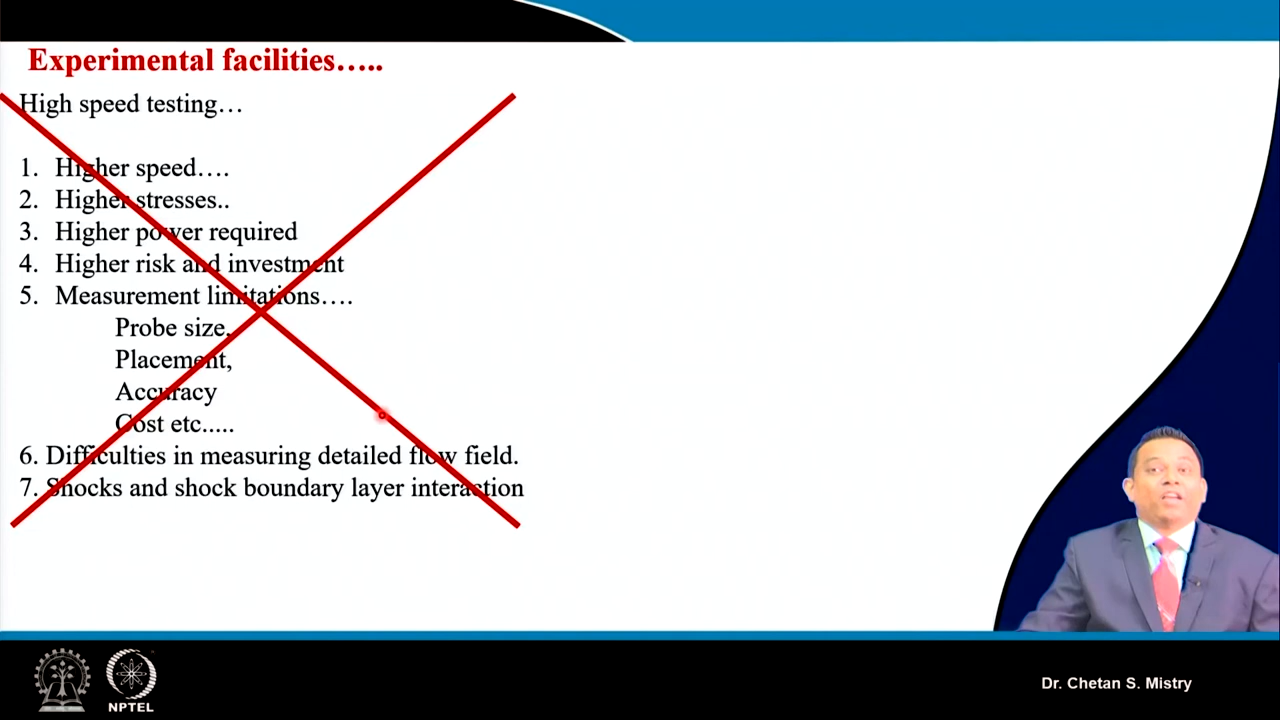 Experimental facilities.....
High speed testing…
1. Higher speed….
2. Higher stresses..
3. Higher power required
4. Higher risk and investment
5. Measurement limitations….
Probe size,
Placement,
Accuracy
Cost etc.....
6. Difficulties in measuring detailed flow field.
7. Shocks and shock boundary layer interaction
NPTEL
Dr. Chetan S. Mistry